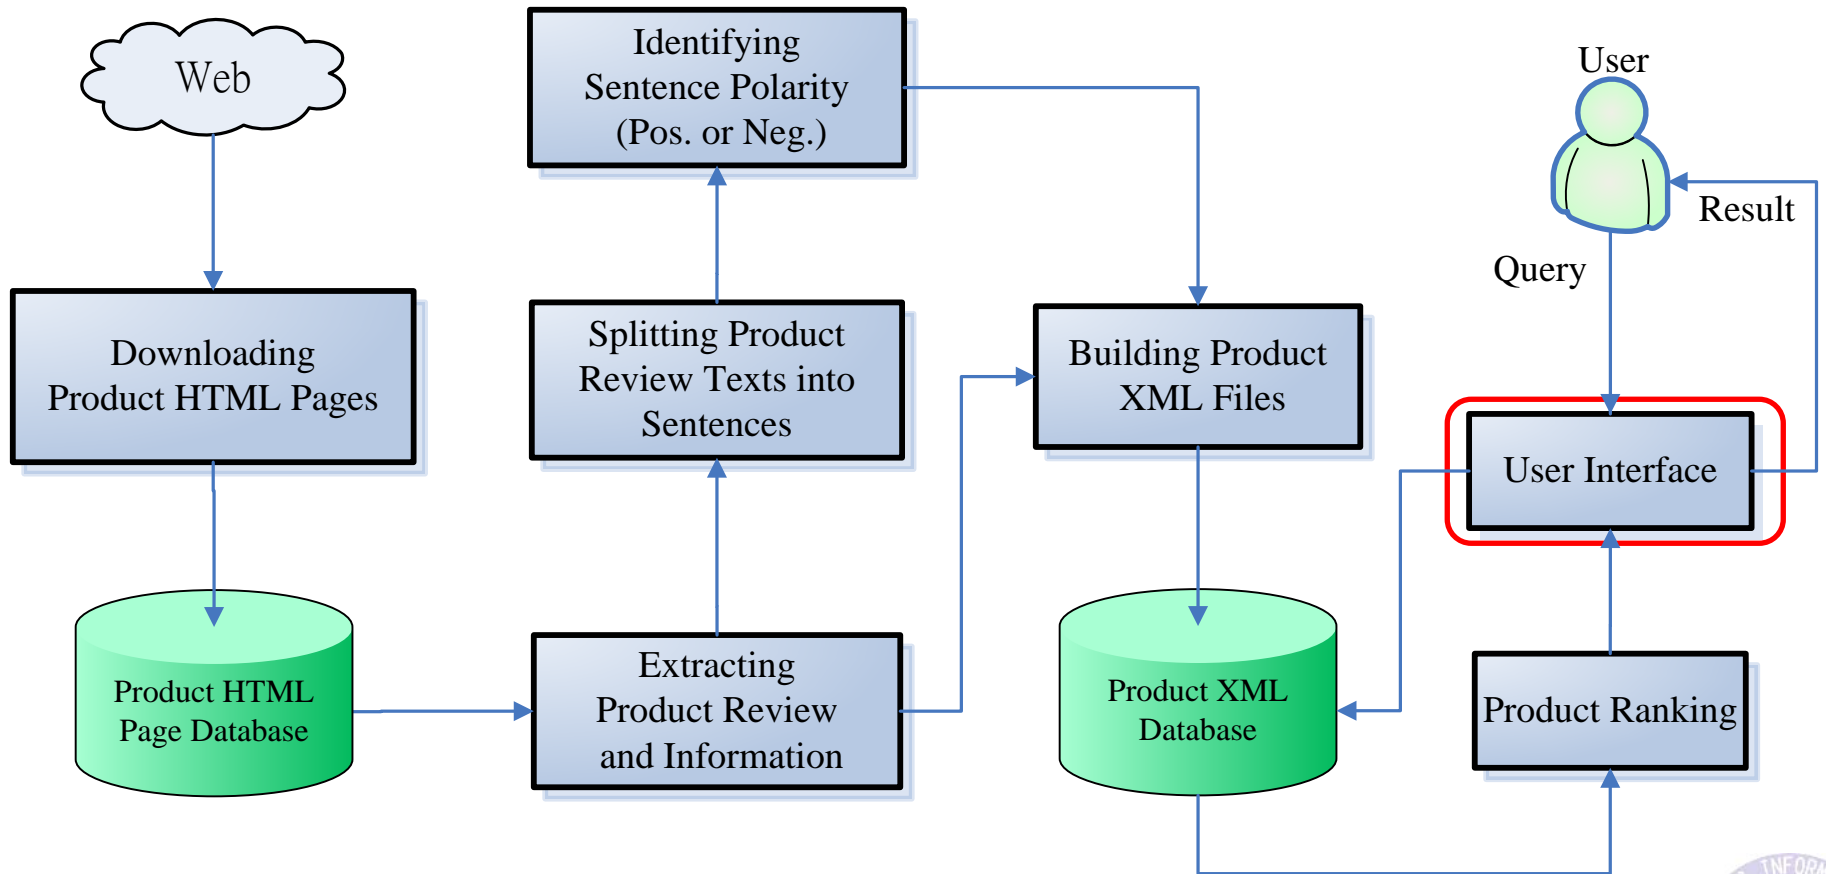 Web
Downloading
Product HTML Pages
Product HTML
Page Database
Identifying
Sentence Polarity
(Pos. or Neg.)
Splitting Product
Review Texts into
Sentences
Extracting
Product Review
and Information
Building Product
XML Files
Product XML
Database
User
Result
Query
User Interface
Product Ranking